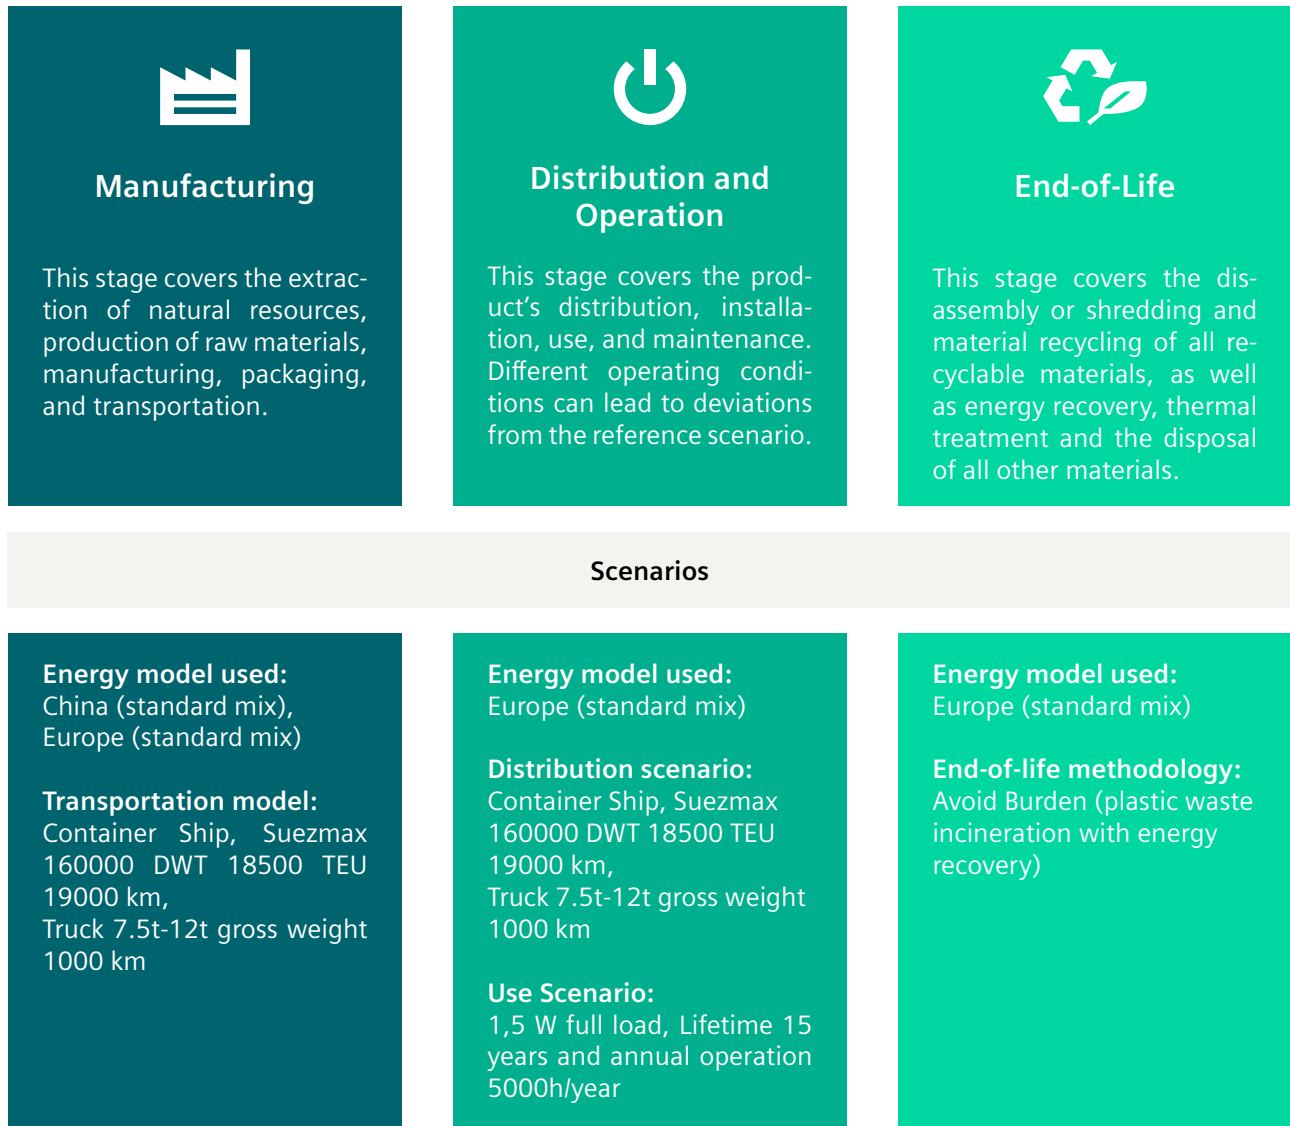 Manufacturing
This stage covers the extrac-
tion of natural resources,
production of raw materials,
manufacturing, packaging,
and transportation.
Distribution and
Operation
This stage covers the prod-
uct's distribution, installa-
tion, use, and maintenance.
Different operating condi-
tions can lead to deviations
from the reference scenario.
End-of-Life
This stage covers the dis-
assembly or shredding and
material recycling of all re-
cyclable materials, as well
as energy recovery, thermal
treatment and the disposal
of all other materials.
Scenarios
Energy model used:
China (standard mix),
Europe (standard mix)
Transportation model:
Container Ship, Suezmax
160000 DWT 18500 TEU
19000 km,
Truck 7.5t-12t gross weight
1000 km
Energy model used:
Europe (standard mix)
Distribution scenario:
Container Ship, Suezmax
160000 DWT 18500 TEU
19000 km,
Truck 7.5t-12t gross weight
1000 km
Use Scenario:
1,5 W full load, Lifetime 15
years and annual operation
5000h/year
Energy model used:
Europe (standard mix)
End-of-life methodology:
Avoid Burden (plastic waste
incineration with energy
recovery)